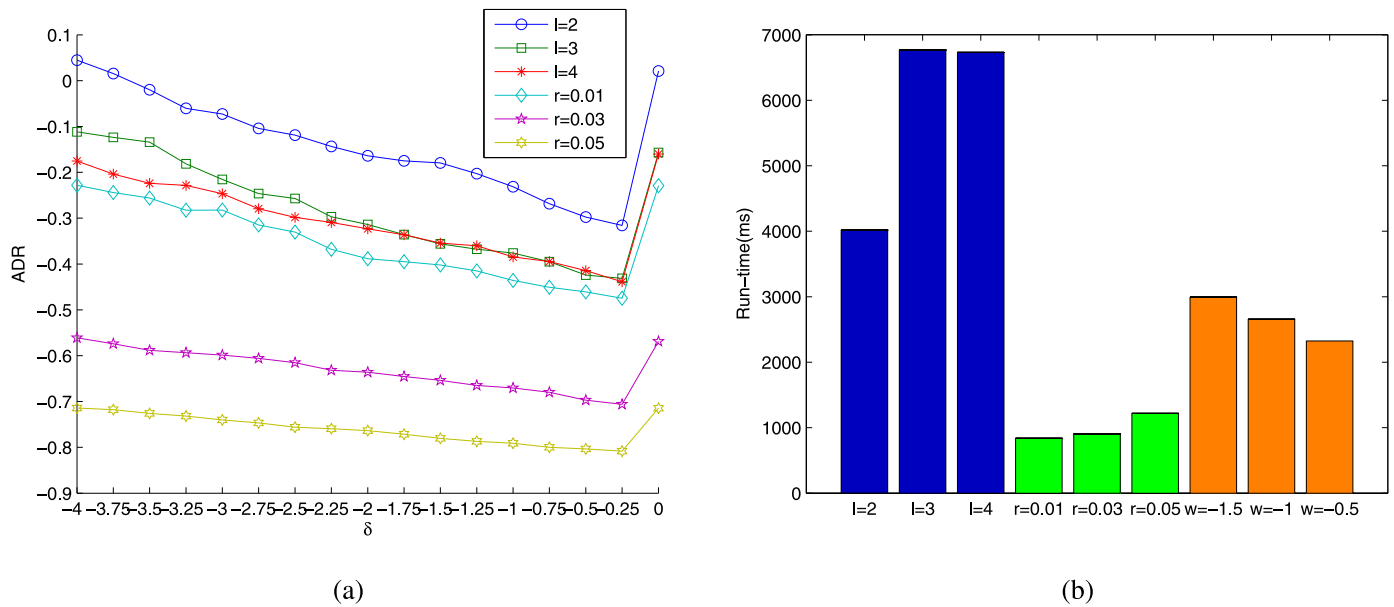 l=2
l=3
l=4
r=0.01
r=0.03
r=0.05
0.1
0
−0.1
−0.2
−0.3
−0.4
−0.5
−0.6
−0.7
−0.8
−0.9
ADR
−4 −3.75 −3.5 −3.25 −3 −2.75 −2.5 −2.25 −2 −1.75 −1.5 −1.25 −1 −0.75 −0.5 −0.25 0
δ
(a)
7000
6000
5000
4000
3000
2000
1000
0
Run−time(ms)
l=2 l=3 l=4 r=0.01 r=0.03 r=0.05 w=−1.5 w=−1 w=−0.5
(b)